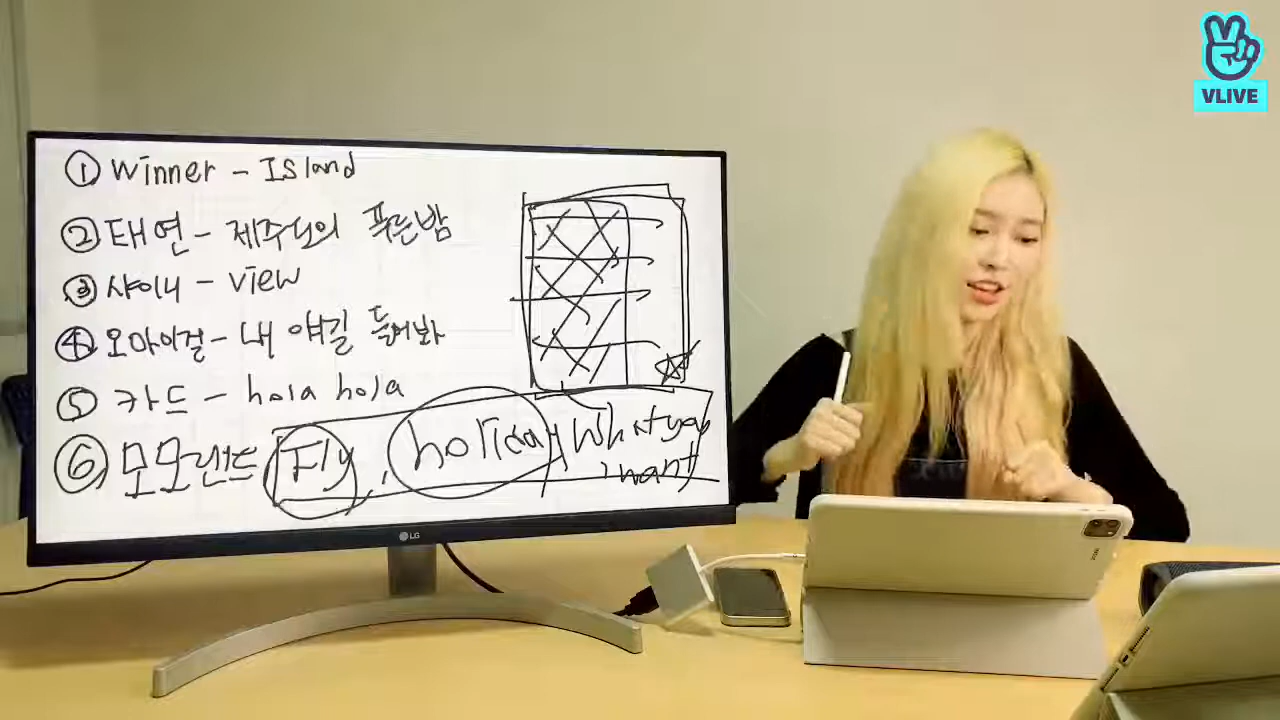 ① Winner - Island
② 태연 - 제주도의 푸른밤
③ 샤이니 - view
④ 오마이걸 - 내 얘길 들어봐
⑤ 카드 - hola hola
⑥ 모모랜드 Fly, holiday, What you want
LG
VLIVE